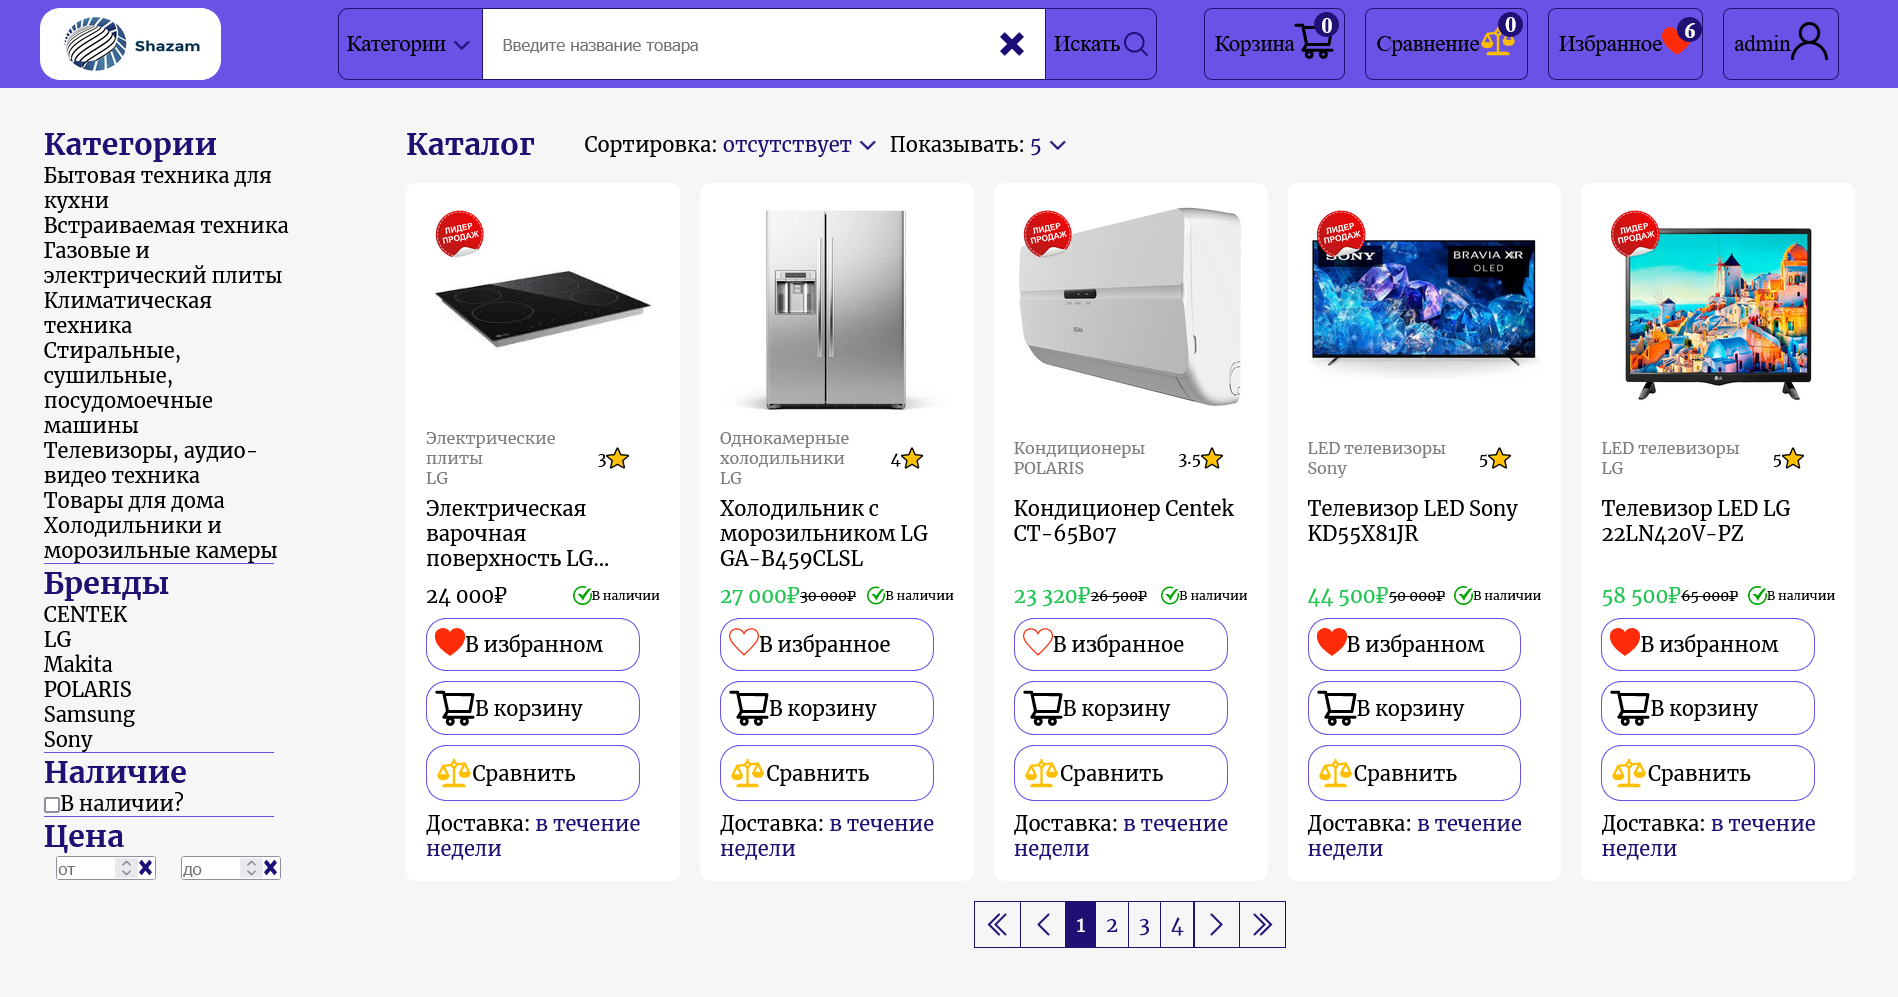 Shazam
Категории
Введите название товара
Искать
Корзина 0
Сравнение 0
Избранное 6
admin
Категории
Бытовая техника для
кухни
Встраиваемая техника
Газовые и
электрический плиты
Климатическая
техника
Стиральные,
сушильные,
посудомоечные
машины
Телевизоры, аудио-
видео техника
Товары для дома
Холодильники и
морозильные камеры
Бренды
CENTEK
LG
Makita
POLARIS
Samsung
Sony
Наличие
В наличии?
Цена
от
до
Каталог
Сортировка: отсутствует
Показывать: 5
ЛИДЕР
ПРОДАЖ
Электрические
плиты
LG
3
Электрическая
варочная
поверхность LG...
24 000₽
В наличии
В избранном
В корзину
Сравнить
Доставка: в течение
недели
Однокамерные
холодильники
LG
4
Холодильник с
морозильником LG
GA-B459CLSL
27 000₽ 30 000₽
В наличии
В избранное
В корзину
Сравнить
Доставка: в течение
недели
ЛИДЕР
ПРОДАЖ
Кондиционеры
POLARIS
3.5
Кондиционер Centek
CT-65B07
23 320₽ 26 500₽
В наличии
В избранное
В корзину
Сравнить
Доставка: в течение
недели
ЛИДЕР
ПРОДАЖ
SONY
BRAVIA XR
OLED
LED телевизоры
Sony
5
Телевизор LED Sony
KD55X81JR
44 500₽ 50 000₽
В наличии
В избранном
В корзину
Сравнить
Доставка: в течение
недели
ЛИДЕР
ПРОДАЖ
LG
LED телевизоры
LG
5
Телевизор LED LG
22LN420V-PZ
58 500₽ 65 000₽
В наличии
В избранном
В корзину
Сравнить
Доставка: в течение
недели
1 2 3 4